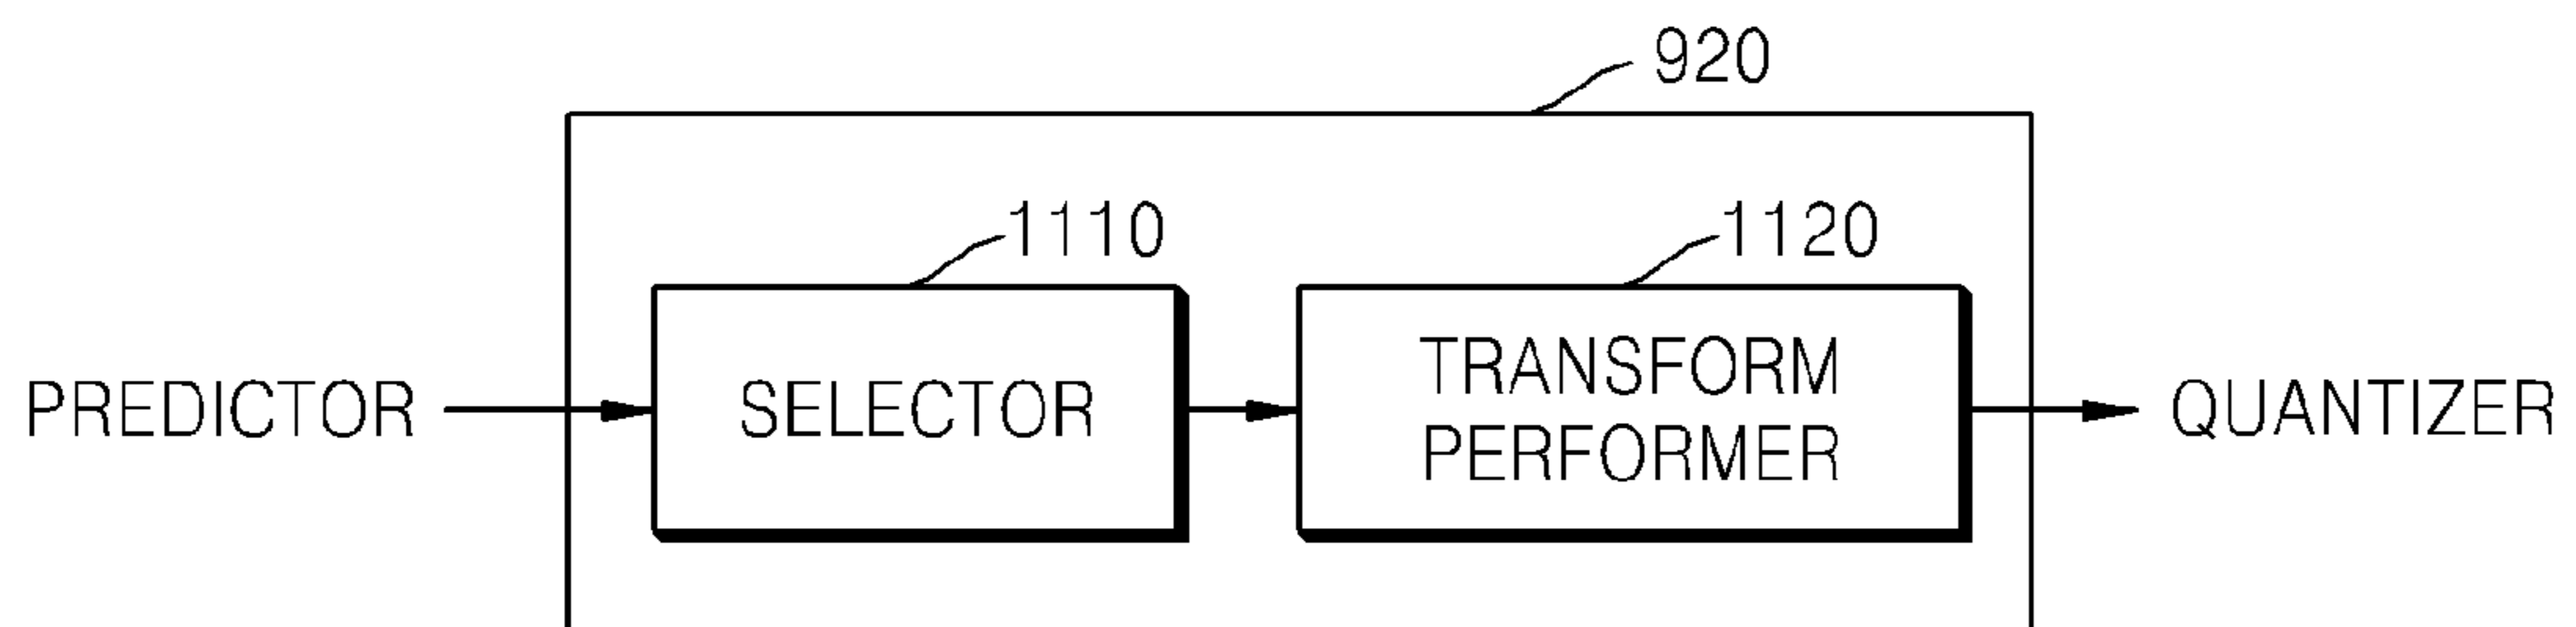 920
1110
1120
PREDICTOR
SELECTOR
TRANSFORM
PERFORMER
QUANTIZER